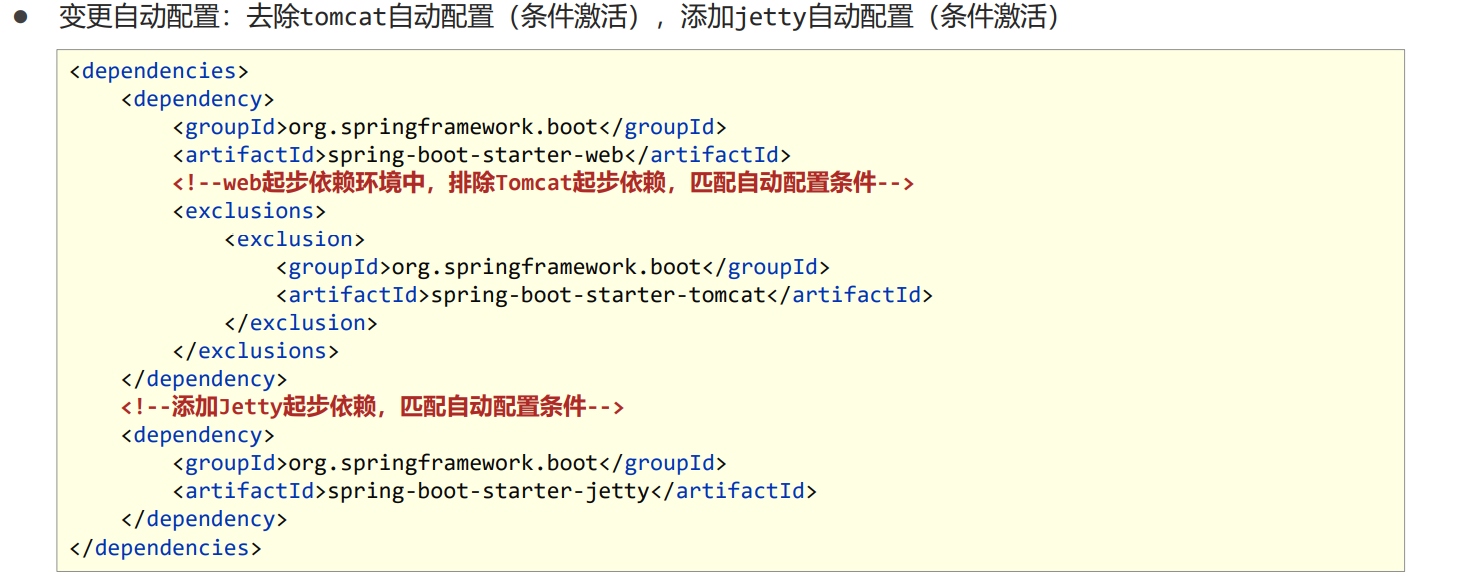 ● 变更自动配置：去除tomcat自动配置（条件激活），添加jetty自动配置（条件激活）
<dependencies>
    <dependency>
        <groupId>org.springframework.boot</groupId>
        <artifactId>spring-boot-starter-web</artifactId>
        <!--web起步依赖环境中，排除Tomcat起步依赖，匹配自动配置条件-->
        <exclusions>
            <exclusion>
                <groupId>org.springframework.boot</groupId>
                <artifactId>spring-boot-starter-tomcat</artifactId>
            </exclusion>
        </exclusions>
    </dependency>
    <!--添加Jetty起步依赖，匹配自动配置条件-->
    <dependency>
        <groupId>org.springframework.boot</groupId>
        <artifactId>spring-boot-starter-jetty</artifactId>
    </dependency>
</dependencies>